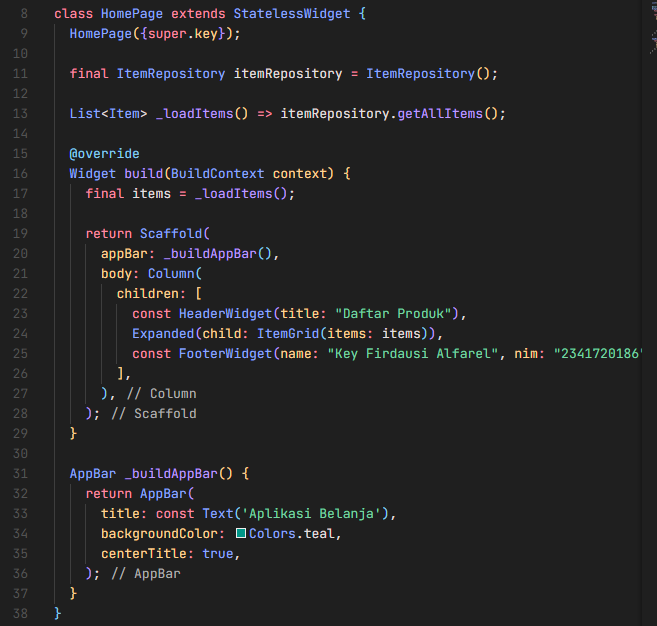 8 class HomePage extends StatelessWidget {
9   HomePage({super.key});
10
11   final ItemRepository itemRepository = ItemRepository();
12
13   List<Item> _loadItems() => itemRepository.getAllItems();
14
15   @override
16   Widget build(BuildContext context) {
17     final items = _loadItems();
18
19     return Scaffold(
20       appBar: _buildAppBar(),
21       body: Column(
22         children: [
23           const HeaderWidget(title: "Daftar Produk"),
24           Expanded(child: ItemGrid(items: items)),
25           const FooterWidget(name: "Key Firdausi Alfarel", nim: "2341720186"
26         ],
27       ), // Column
28     ); // Scaffold
29   }
30
31   AppBar _buildAppBar() {
32     return AppBar(
33       title: const Text('Aplikasi Belanja'),
34       backgroundColor: Colors.teal,
35       centerTitle: true,
36     ); // AppBar
37   }
38 }